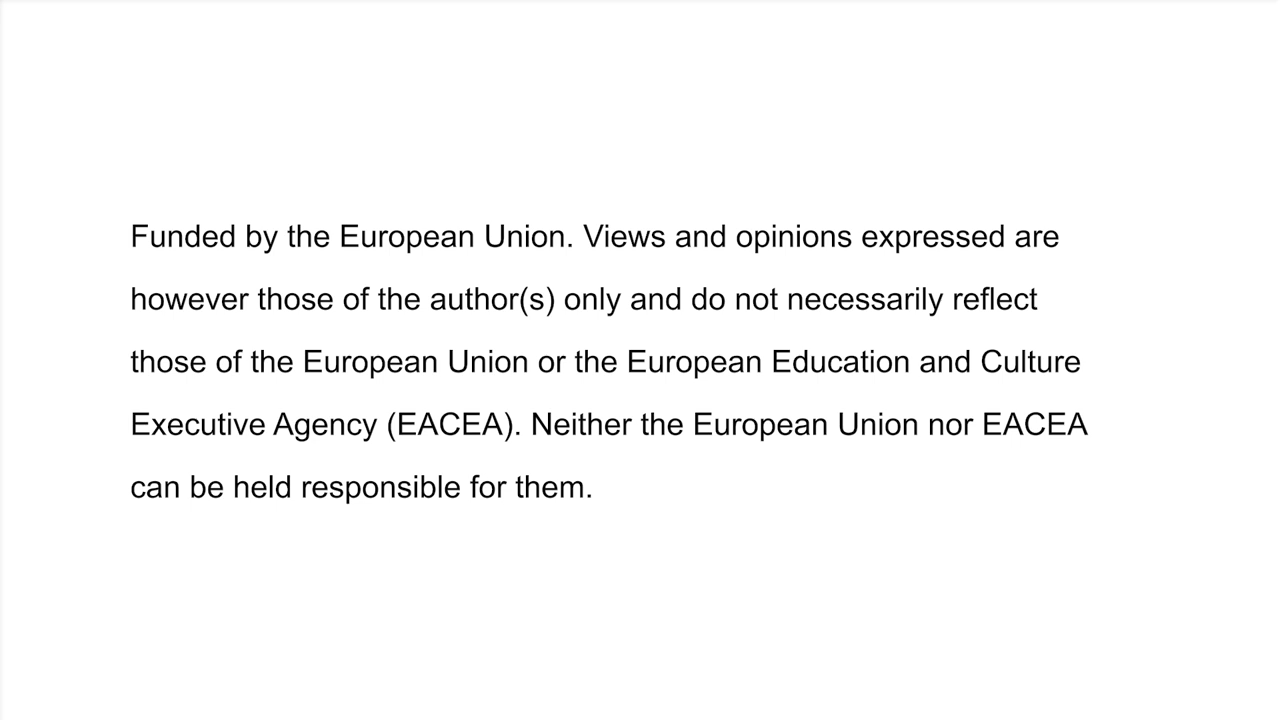 Funded by the European Union. Views and opinions expressed are
however those of the author(s) only and do not necessarily reflect
those of the European Union or the European Education and Culture
Executive Agency (EACEA). Neither the European Union nor EACEA
can be held responsible for them.